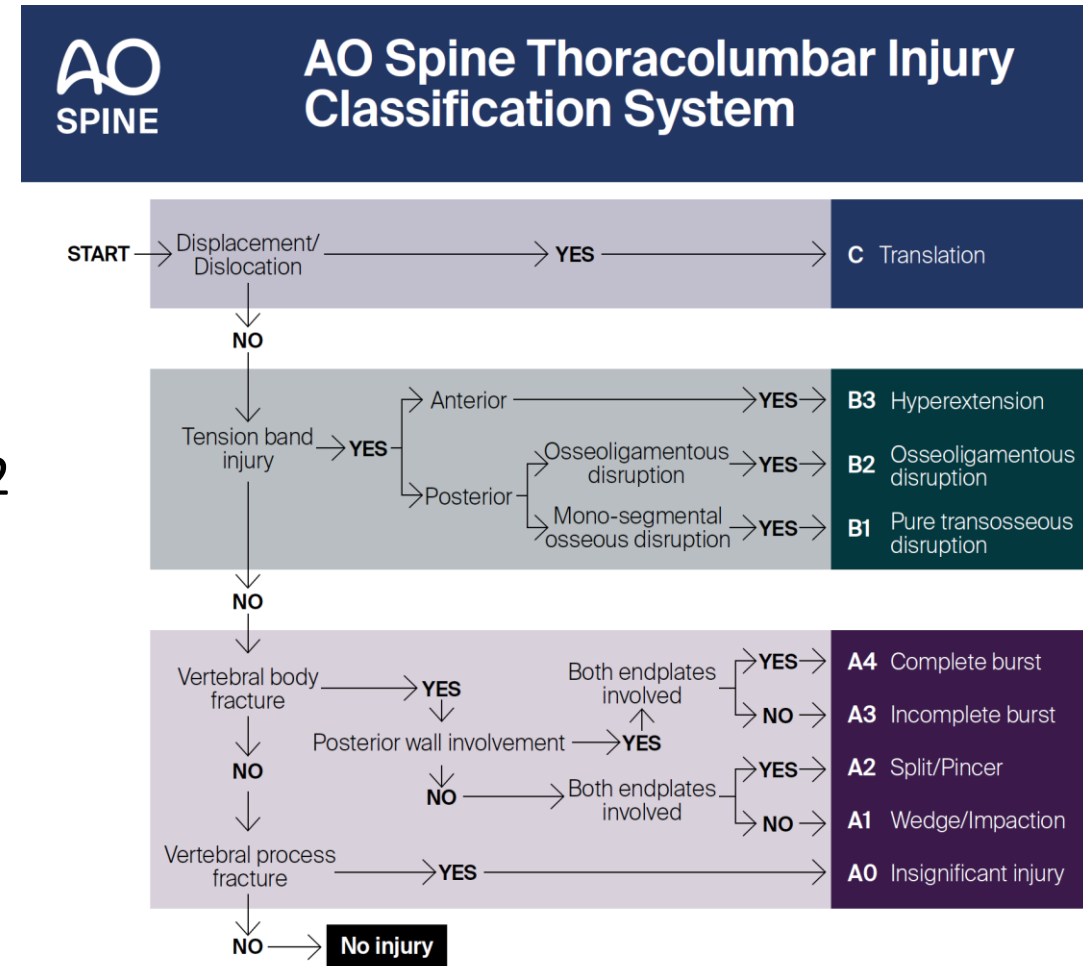 AO
SPINE
AO Spine Thoracolumbar Injury
Classification System
START
Displacement/
Dislocation
YES
C Translation
NO
2
Tension band
injury
YES
Anterior
YES
B3 Hyperextension
Posterior
Osseoligamentous
disruption
YES
B2 Osseoligamentous
disruption
Mono-segmental
osseous disruption
YES
B1 Pure transosseous
disruption
NO
Vertebral body
fracture
YES
Posterior wall involvement
YES
Both endplates
involved
YES
A4 Complete burst
NO
A3 Incomplete burst
NO
Both endplates
involved
YES
A2 Split/Pincer
NO
A1 Wedge/Impaction
NO
Vertebral process
fracture
YES
A0 Insignificant injury
NO
No injury